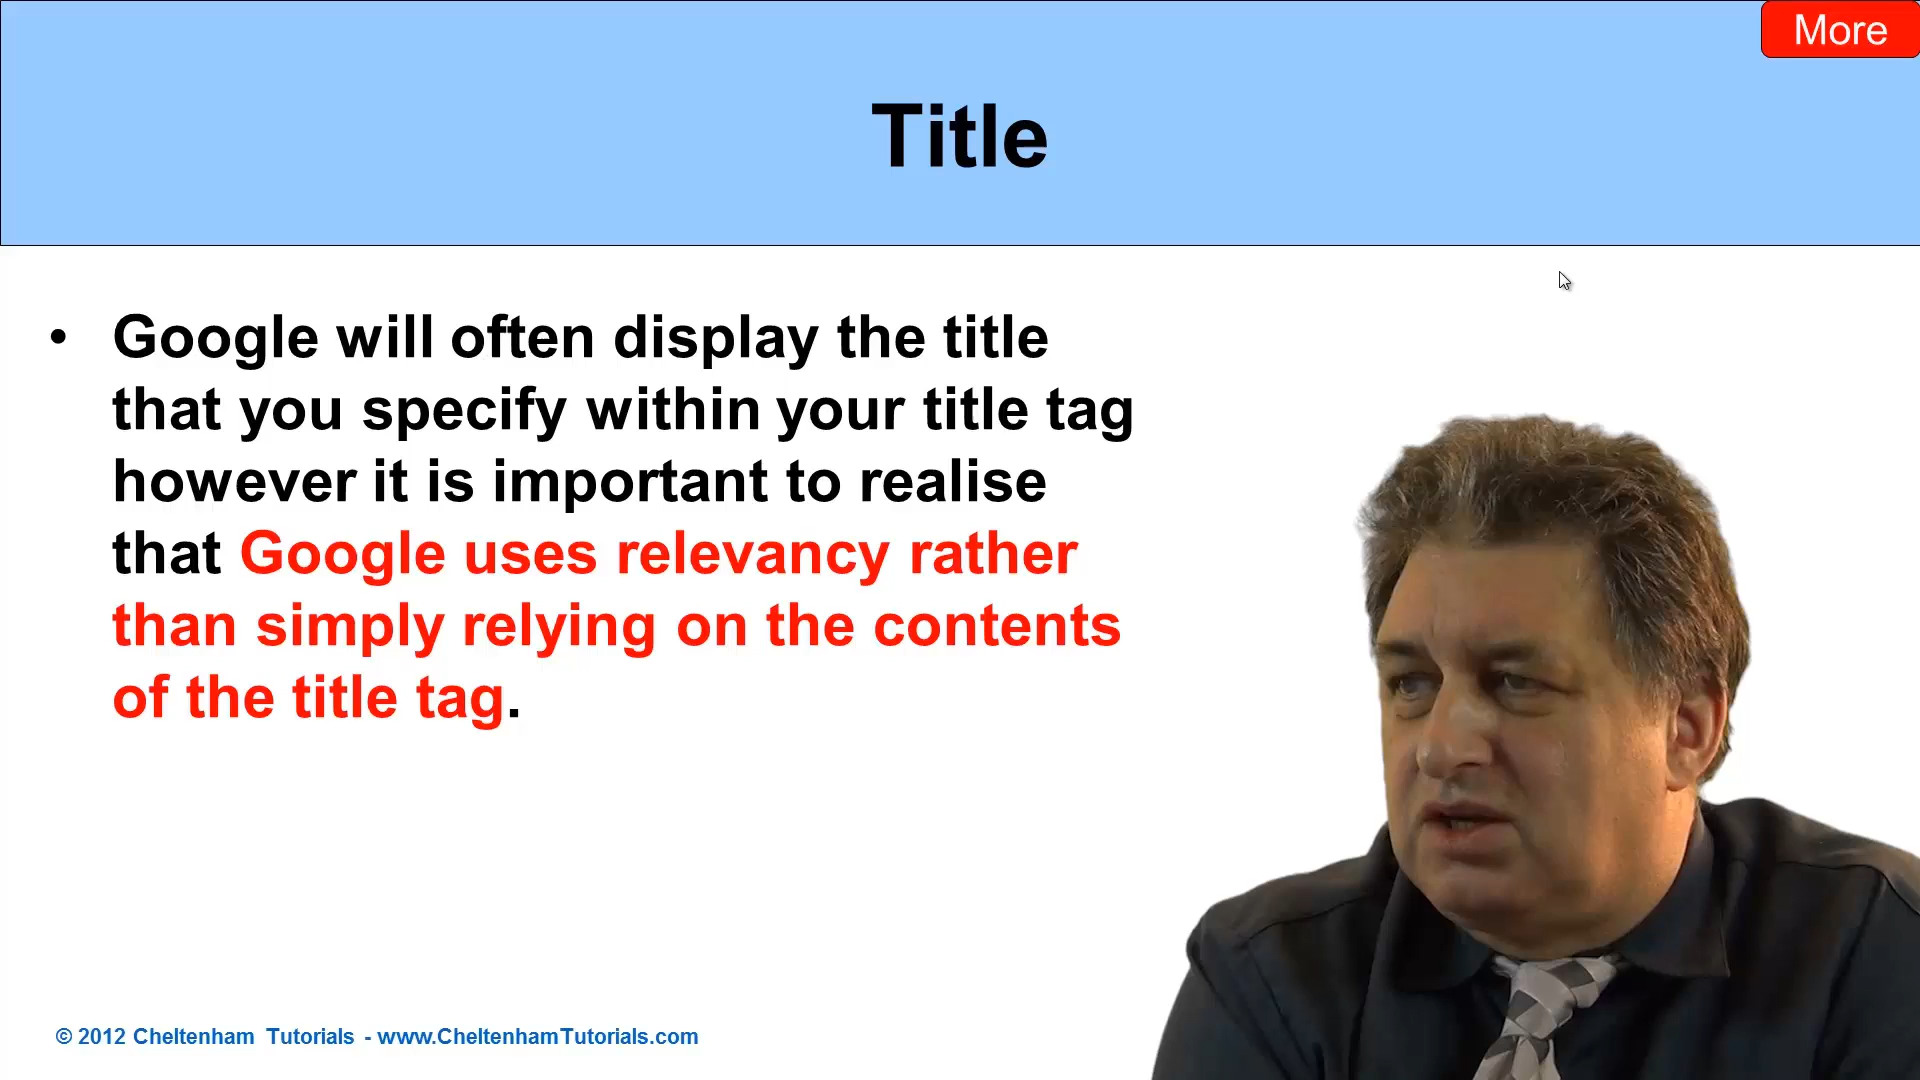 More
Title
• Google will often display the title
that you specify within your title tag
however it is important to realise
that Google uses relevancy rather
than simply relying on the contents
of the title tag.
© 2012 Cheltenham Tutorials - www.CheltenhamTutorials.com